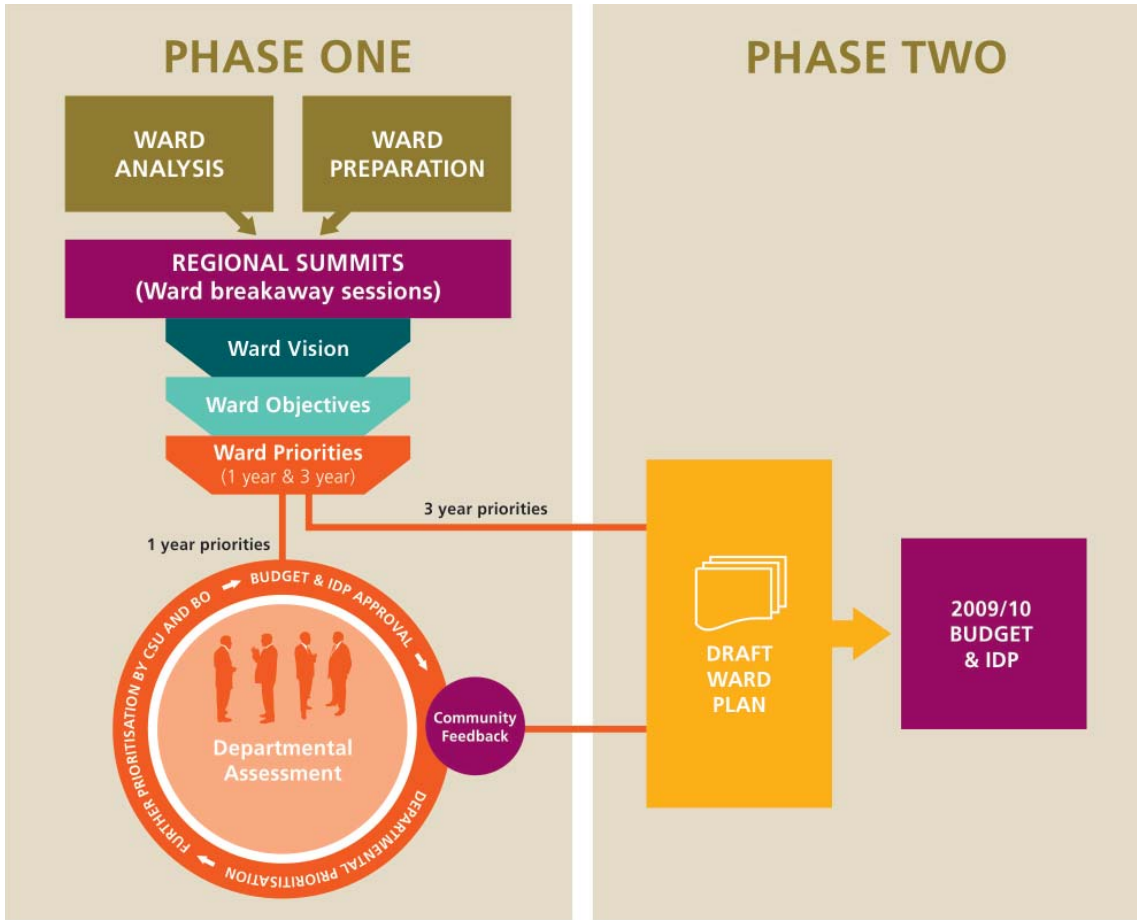 PHASE ONE
WARD
ANALYSIS
WARD
PREPARATION
REGIONAL SUMMITS
(Ward breakaway sessions)
Ward Vision
Ward Objectives
Ward Priorities
(1 year & 3 year)
3 year priorities
1 year priorities
BUDGET & IDP APPROVAL
DEPARTMENTAL PRIORITISATION
FURTHER PRIORITISATION BY CSU AND BO
Departmental
Assessment
Community
Feedback
PHASE TWO
DRAFT
WARD
PLAN
2009/10
BUDGET
& IDP